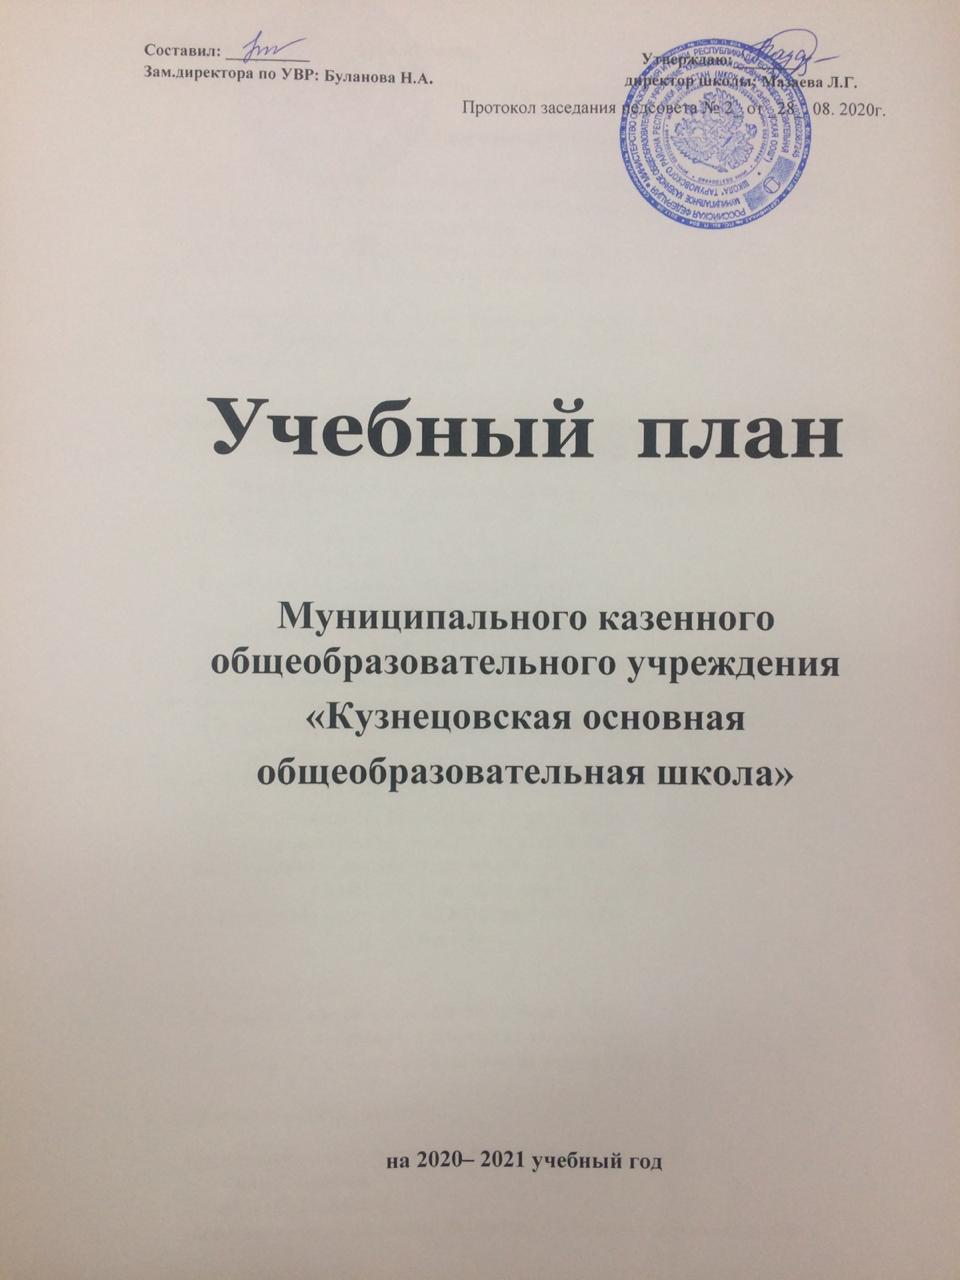 Составил:
Зам.директора по УВР: Буланова Н.А.
Утверждаю:
директор школы: Мазаева Л.Г.
Протокол заседания педсовета № 2 от 28 08. 2020г.
Учебный план
Муниципального казенного
общеобразовательного учреждения
«Кузнецовская основная
общеобразовательная школа»
на 2020– 2021 учебный год